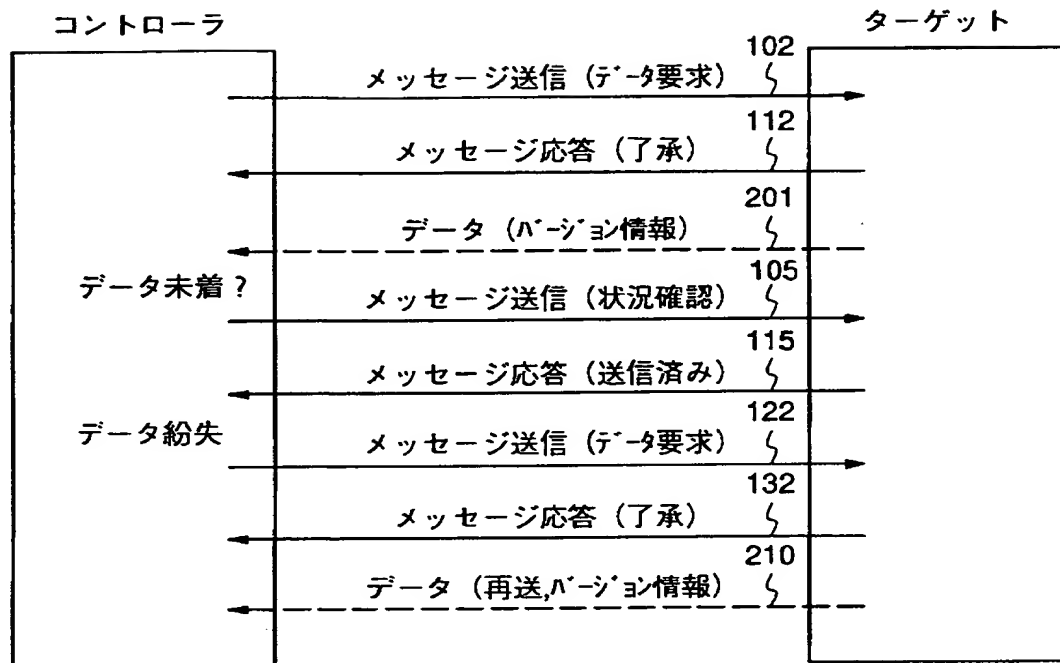 コントローラ
ターゲット
102
メッセージ送信 (データ要求)
112
メッセージ応答 (了承)
201
データ (バージョン情報)
データ未着?
105
メッセージ送信 (状況確認)
115
メッセージ応答 (送信済み)
データ紛失
122
メッセージ送信 (データ要求)
132
メッセージ応答 (了承)
210
データ (再送,バージョン情報)